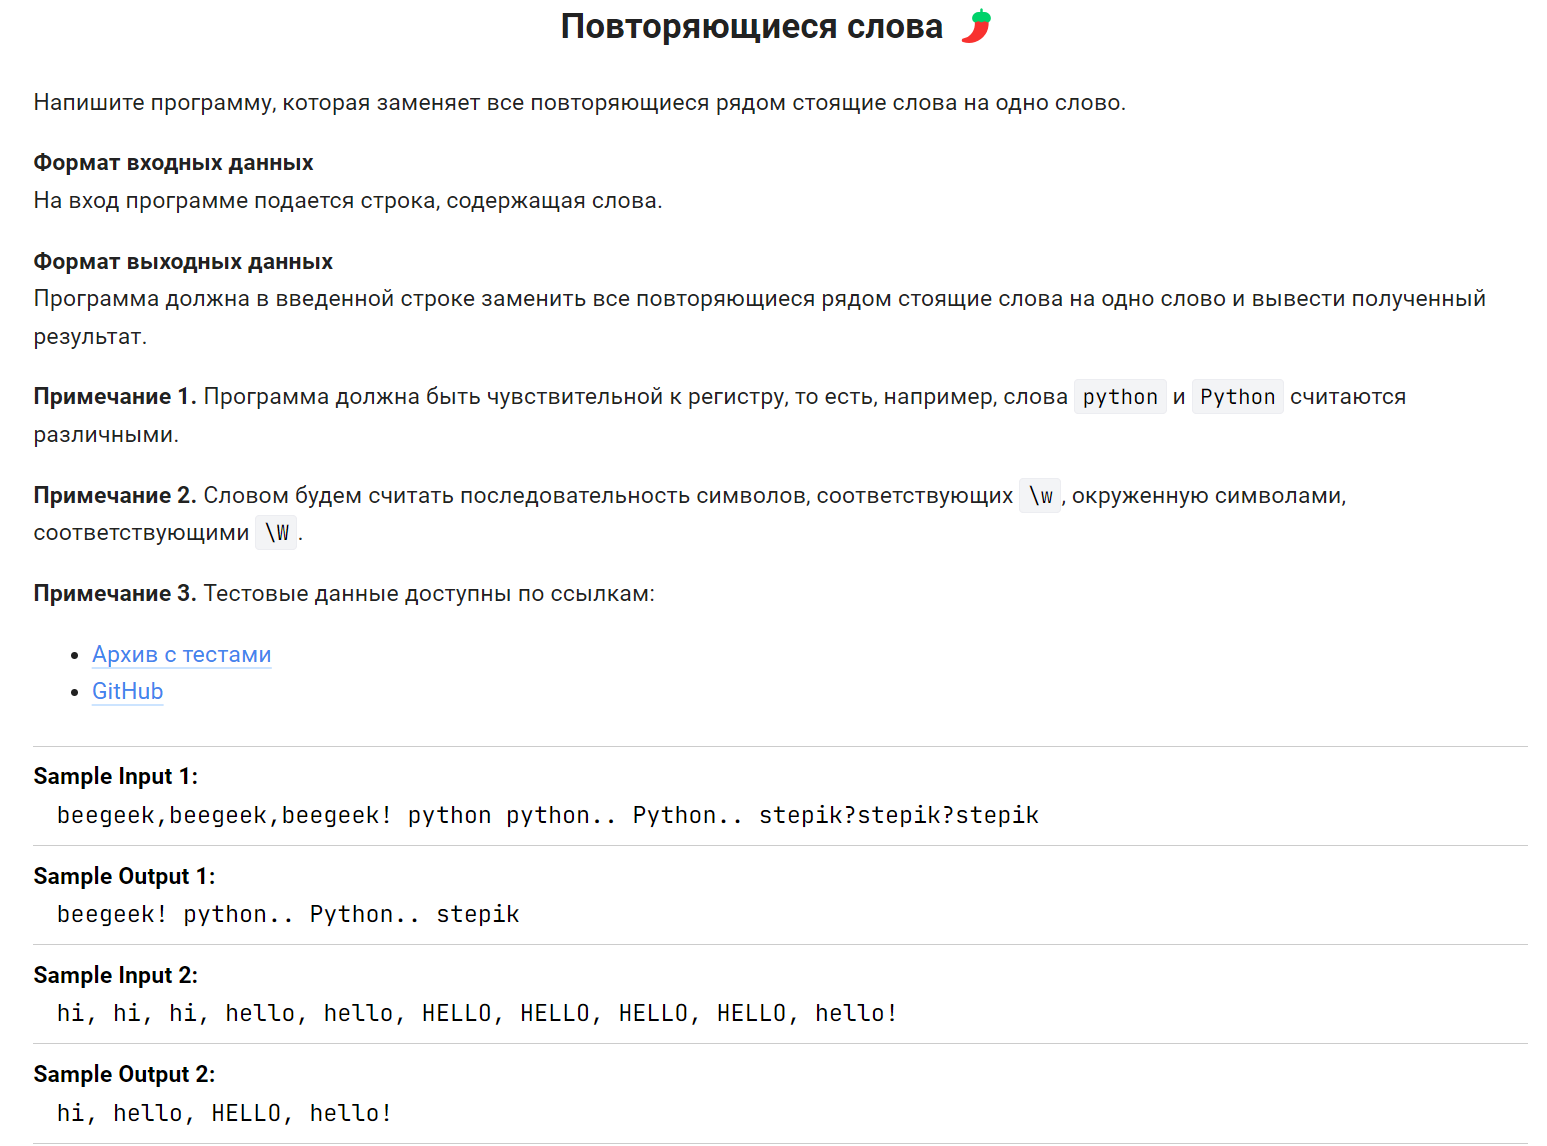 Повторяющиеся слова 🌶️
Напишите программу, которая заменяет все повторяющиеся рядом стоящие слова на одно слово.
Формат входных данных
На вход программе подается строка, содержащая слова.
Формат выходных данных
Программа должна в введенной строке заменить все повторяющиеся рядом стоящие слова на одно слово и вывести полученный
результат.
Примечание 1. Программа должна быть чувствительной к регистру, то есть, например, слова python и Python считаются
различными.
Примечание 2. Словом будем считать последовательность символов, соответствующих \w, окруженную символами,
соответствующими \W.
Примечание 3. Тестовые данные доступны по ссылкам:
• Архив с тестами
• GitHub
Sample Input 1:
beegeek,beegeek,beegeek! python python.. Python.. stepik?stepik?stepik
Sample Output 1:
beegeek! python.. Python.. stepik
Sample Input 2:
hi, hi, hi, hello, hello, HELLO, HELLO, HELLO, HELLO, hello!
Sample Output 2:
hi, hello, HELLO, hello!